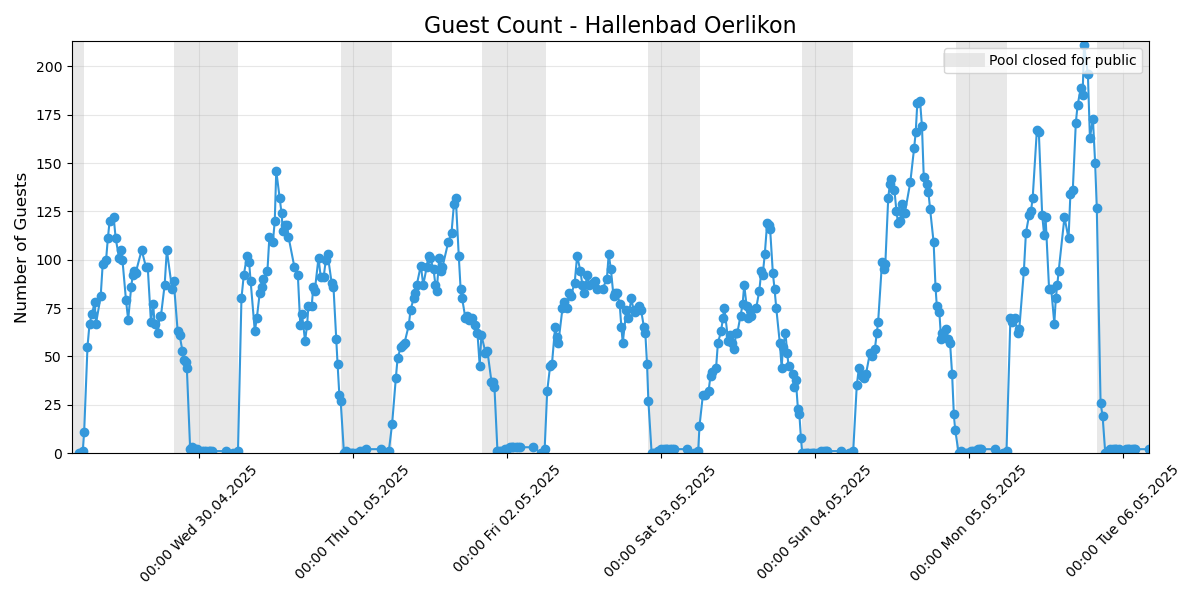 Guest Count - Hallenbad Oerlikon
Pool closed for public
Number of Guests
200
175
150
125
100
75
50
25
0
00:00 Wed 30.04.2025
00:00 Thu 01.05.2025
00:00 Fri 02.05.2025
00:00 Sat 03.05.2025
00:00 Sun 04.05.2025
00:00 Mon 05.05.2025
00:00 Tue 06.05.2025